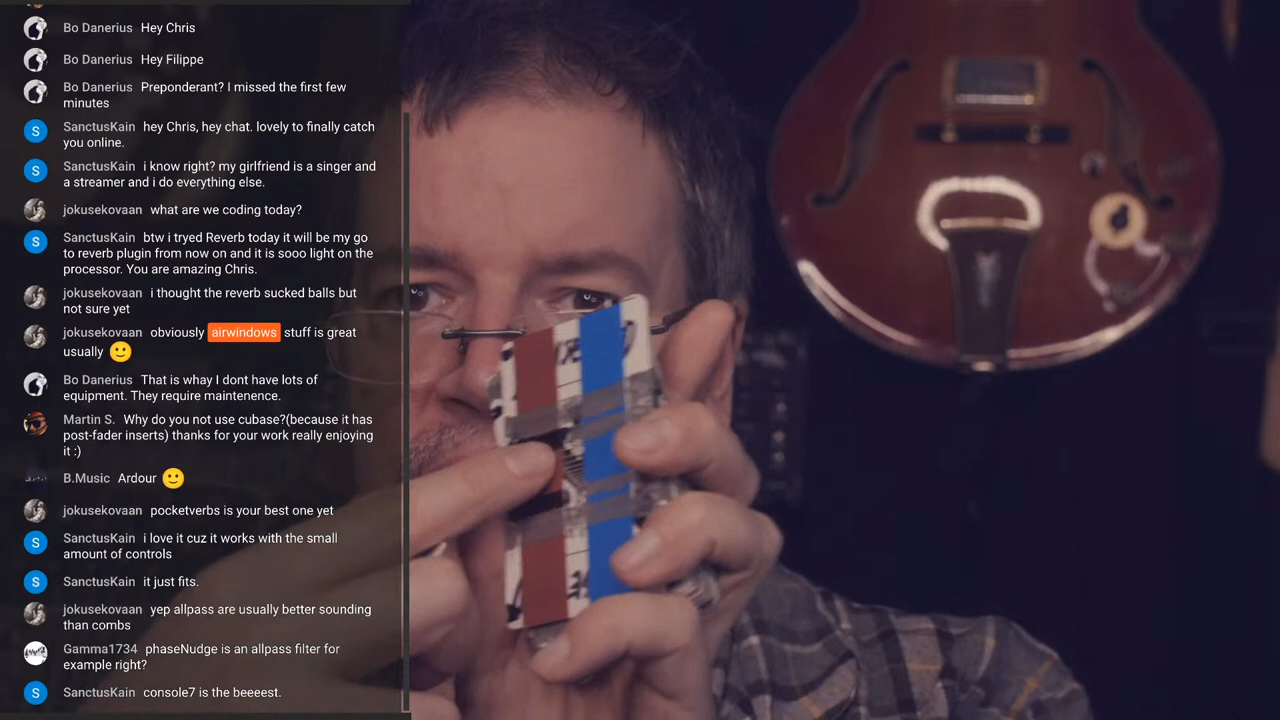 Bo Danerius Hey Chris
Bo Danerius Hey Filippe
Bo Danerius Preponderant? I missed the first few
minutes
SanctusKain hey Chris, hey chat. lovely to finally catch
you online.
SanctusKain i know right? my girlfriend is a singer and
a streamer and i do everything else.
jokusekovaan what are we coding today?
SanctusKain btw i tryed Reverb today it will be my go
to reverb plugin from now on and it is sooo light on the
processor. You are amazing Chris.
jokusekovaan i thought the reverb sucked balls but
not sure yet
jokusekovaan obviously airwindows stuff is great
usually 🙂
Bo Danerius That is whay I dont have lots of
equipment. They require maintenence.
Martin S. Why do you not use cubase?(because it has
post-fader inserts) thanks for your work really enjoying
it :)
B.Music Ardour 🙂
jokusekovaan pocketverbs is your best one yet
SanctusKain i love it cuz it works with the small
amount of controls
SanctusKain it just fits.
jokusekovaan yep allpass are usually better sounding
than combs
Gamma1734 phaseNudge is an allpass filter for
example right?
SanctusKain console7 is the beeeest.